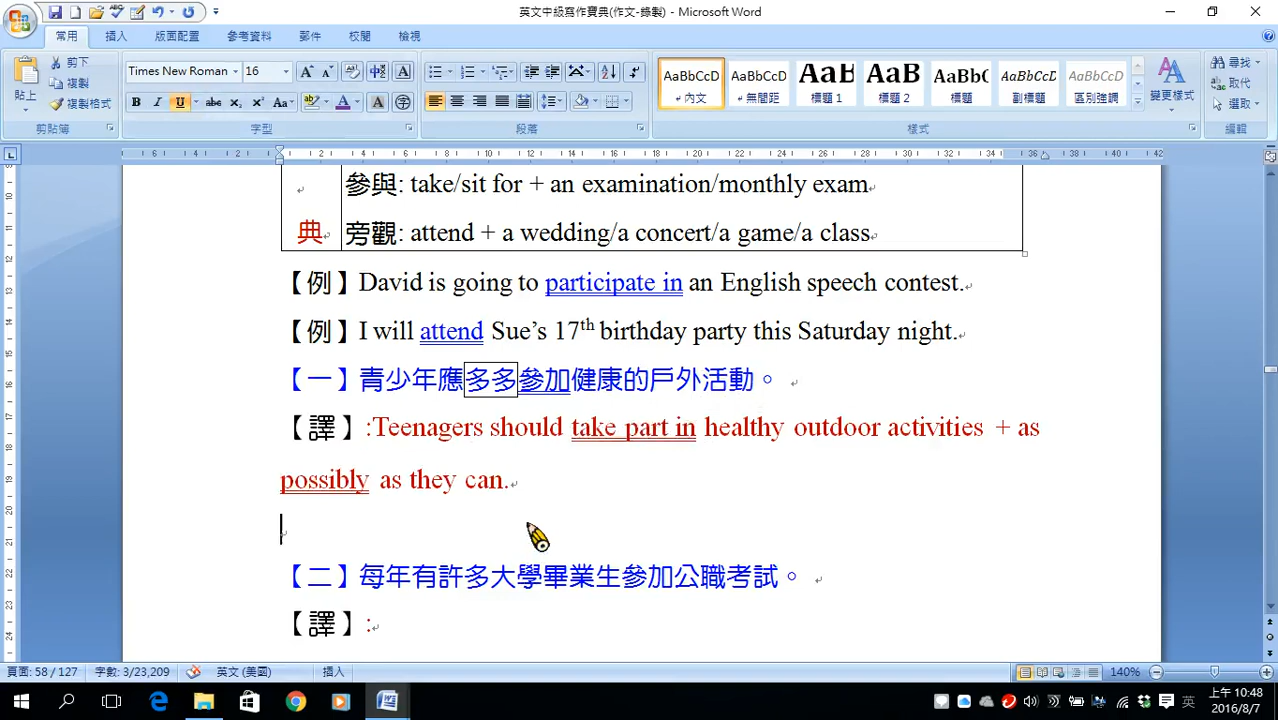 英文中級寫作寶典(作文-錄製) - Microsoft Word
常用 插入 版面配置 參考資料 郵件 校閱 檢視
貼上 剪下 複製 複製格式
Times New Roman 16
AaBbCcD AaBbCcD AaB AaB AaBbC AaBbCcD AaBbCcD
內文 無間距 標題 1 標題 2 標題 副標題 區別強調
變更樣式 尋找 取代 選取
剪貼簿 字型 段落 樣式 編輯
參與: take/sit for + an examination/monthly exam
典 旁觀: attend + a wedding/a concert/a game/a class
【例】David is going to participate in an English speech contest.
【例】I will attend Sue's 17th birthday party this Saturday night.
【一】青少年應多多參加健康的戶外活動。
【譯】:Teenagers should take part in healthy outdoor activities + as
possibly as they can.
【二】每年有許多大學畢業生參加公職考試。
【譯】:
頁面: 58 / 127 字數: 3/23,209 英文 (美國) 插入 140%
英 上午 10:48
2016/8/7